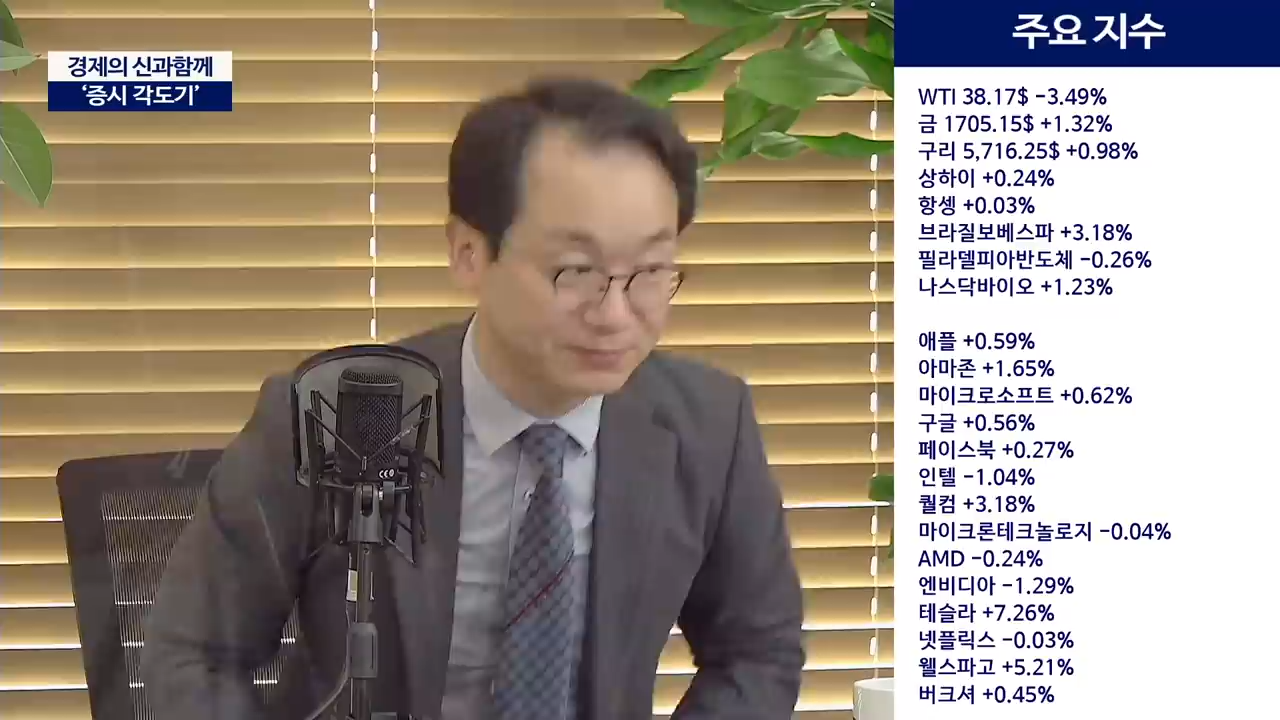 경제의 신과함께
‘증시 각도기’
주요 지수
WTI 38.17$ -3.49%
금 1705.15$ +1.32%
구리 5,716.25$ +0.98%
상하이 +0.24%
항셍 +0.03%
브라질보베스파 +3.18%
필라델피아반도체 -0.26%
나스닥바이오 +1.23%
애플 +0.59%
아마존 +1.65%
마이크로소프트 +0.62%
구글 +0.56%
페이스북 +0.27%
인텔 -1.04%
퀄컴 +3.18%
마이크론테크놀로지 -0.04%
AMD -0.24%
엔비디아 -1.29%
테슬라 +7.26%
넷플릭스 -0.03%
웰스파고 +5.21%
버크셔 +0.45%